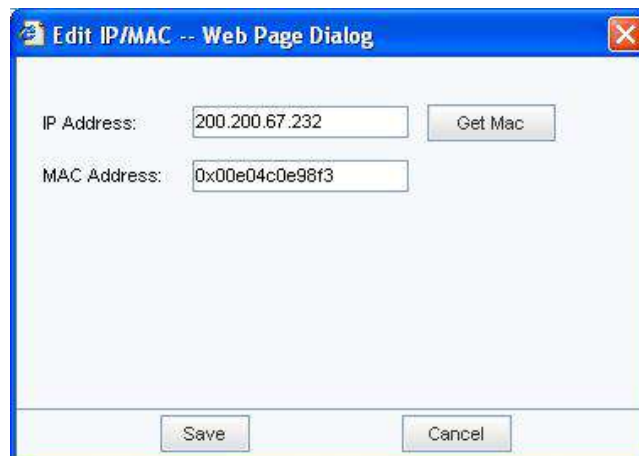 Edit IP/MAC -- Web Page Dialog
IP Address: 200.200.67.232 Get Mac
MAC Address: 0x00e04c0e98f3
Save Cancel